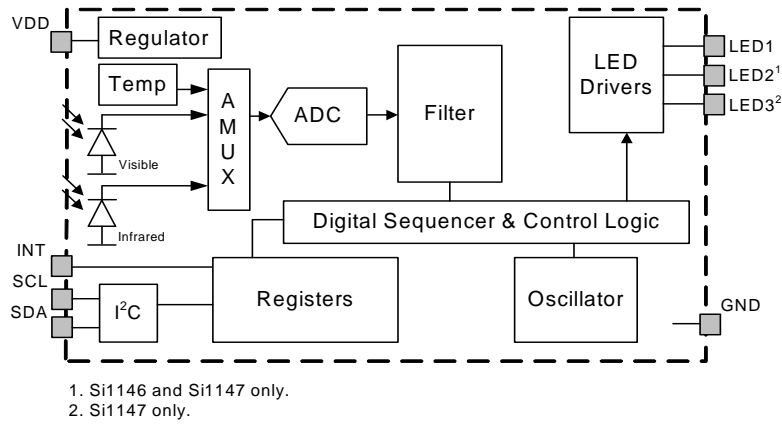 VDD
Regulator
Temp
Visible
Infrared
A
M
U
X
ADC
Filter
LED
Drivers
LED1
LED2¹
LED3²
Digital Sequencer & Control Logic
INT
SCL
SDA
I²C
Registers
Oscillator
GND
1. Si1146 and Si1147 only.
2. Si1147 only.